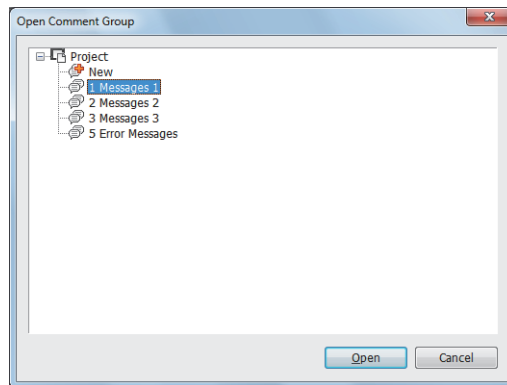 Open Comment Group
Project
New
1 Messages 1
2 Messages 2
3 Messages 3
5 Error Messages
Open Cancel